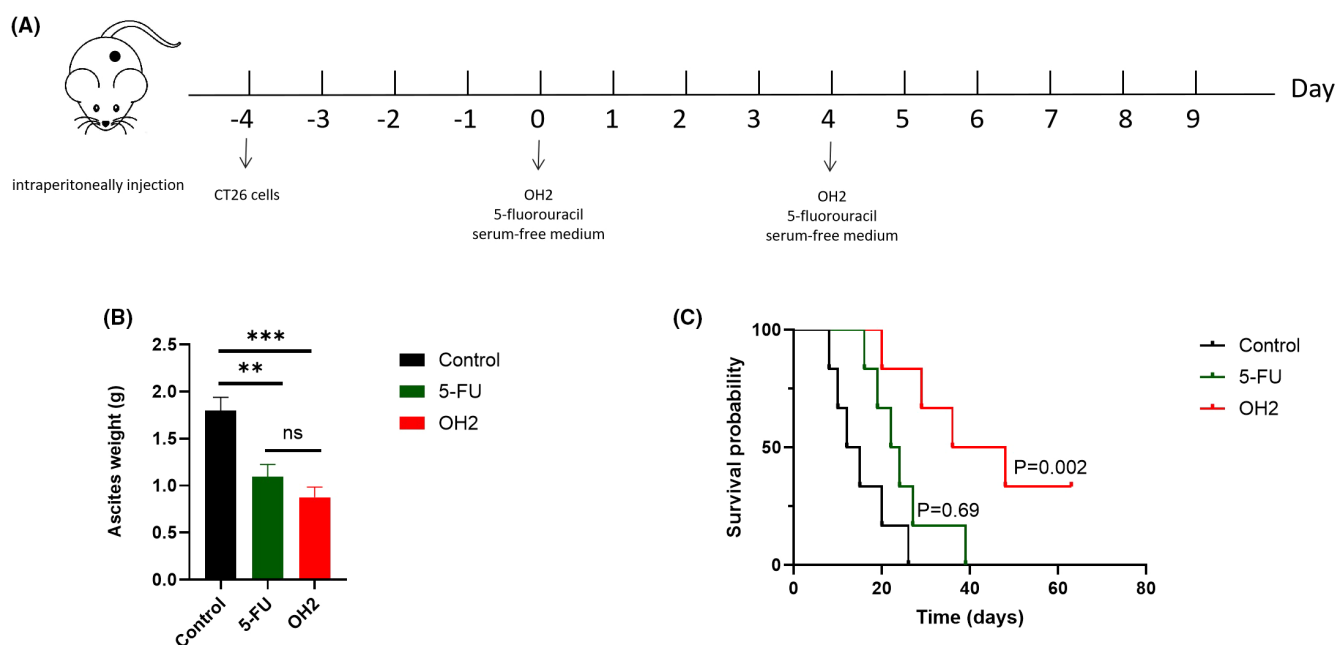 (A)
-4 -3 -2 -1 0 1 2 3 4 5 6 7 8 9 Day
intraperitoneally injection
CT26 cells
OH2
5-fluorouracil
serum-free medium
OH2
5-fluorouracil
serum-free medium
(B)
Ascites weight (g)
2.5
2.0
1.5
1.0
0.5
0.0
***
**
ns
Control
5-FU
OH2
Control
5-FU
OH2
(C)
Survival probability
100
50
0
0 20 40 60 80
Time (days)
P=0.002
P=0.69
Control
5-FU
OH2